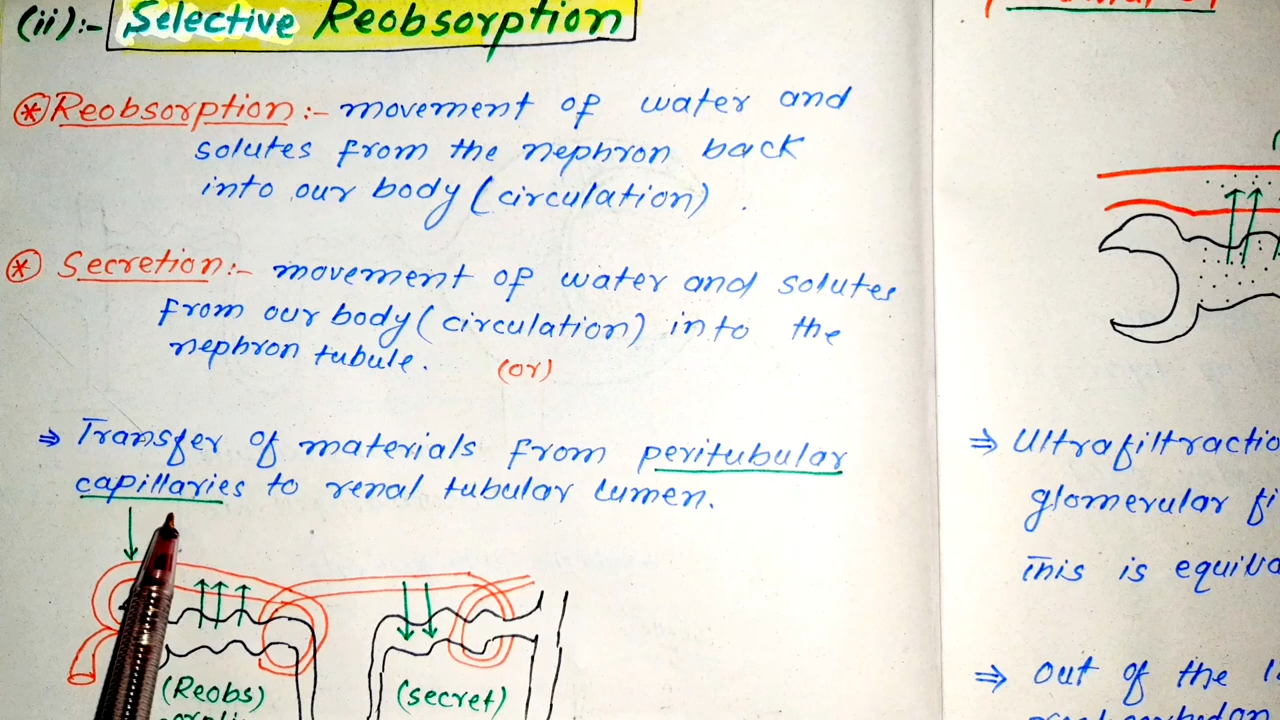 (ii):- Selective Reobsorption
* Reobsorption :- movement of water and
solutes from the nephron back
into our body (circulation).
* Secretion:- movement of water and solutes
from our body (circulation) into the
nephron tubule. (or)
⇒ Transfer of materials from peritubular
capillaries to renal tubular lumen.
(Reobs)
(secret)
⇒ Ultrafiltractio
glomerular fi
This is equiva
⇒ out of the